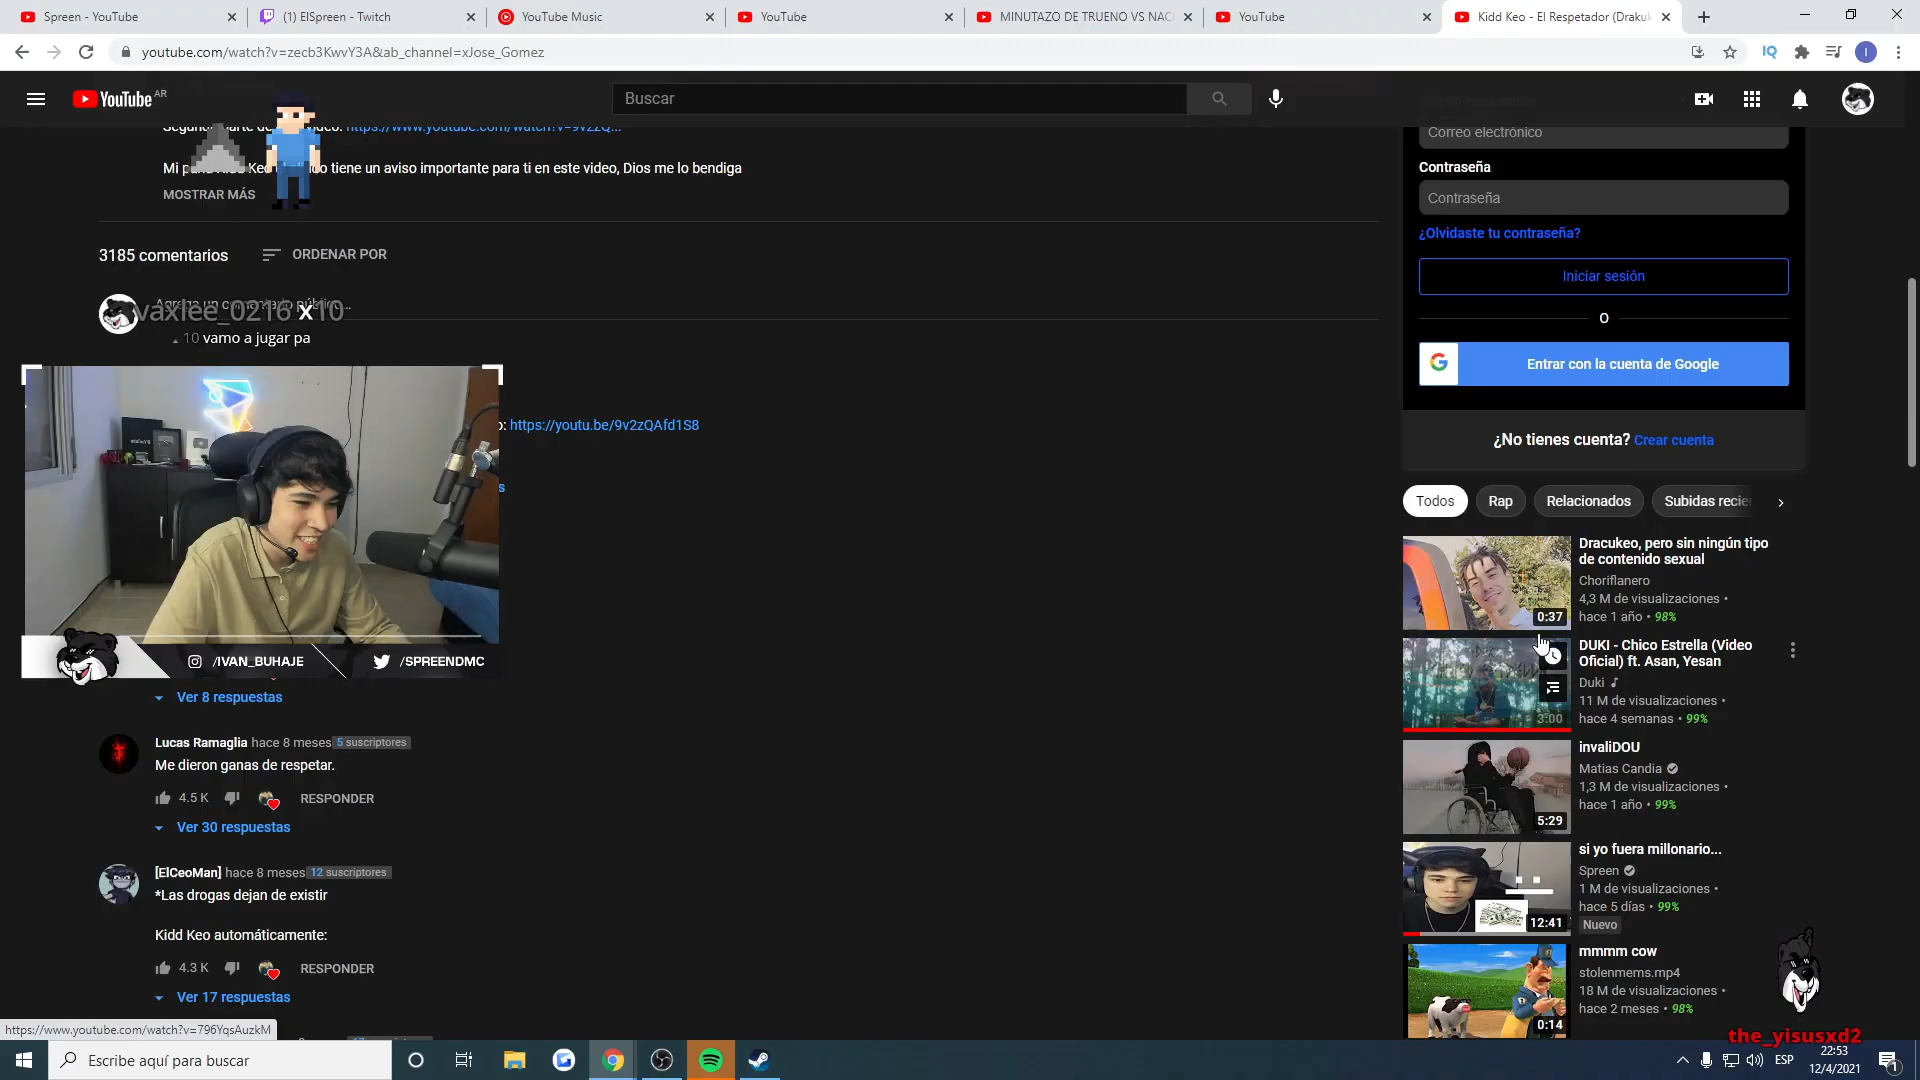 Spreen - YouTube
(1) ElSpreen - Twitch
YouTube Music
YouTube
MINUTAZO DE TRUENO VS NAC
YouTube
Kidd Keo - El Respetador (Draku
youtube.com/watch?v=zecb3KwvY3A&ab_channel=xJose_Gomez
IQ
I
YouTube AR
Buscar
https://www.youtube.com/watch?v=9v2zQ...
tiene un aviso importante para ti en este video, Dios me lo bendiga
MOSTRAR MÁS
3185 comentarios
ORDENAR POR
vaxlee_0216 x10
10 vamo a jugar pa
o: https://youtu.be/9v2zQAfd1S8
s
/IVAN_BUHAJE
/SPREENDMC
Ver 8 respuestas
Lucas Ramaglia hace 8 meses 5 suscriptores
Me dieron ganas de respetar.
4.5 K
RESPONDER
Ver 30 respuestas
[ElCeoMan] hace 8 meses 12 suscriptores
*Las drogas dejan de existir
Kidd Keo automáticamente:
4.3 K
RESPONDER
Ver 17 respuestas
https://www.youtube.com/watch?v=796YqsAuzkM
Correo electrónico
Contraseña
Contraseña
¿Olvidaste tu contraseña?
Iniciar sesión
O
Entrar con la cuenta de Google
¿No tienes cuenta? Crear cuenta
Todos
Rap
Relacionados
Subidas recie
0:37
Dracukeo, pero sin ningún tipo
de contenido sexual
Choriflanero
4,3 M de visualizaciones •
hace 1 año • 98%
3:00
DUKI - Chico Estrella (Video
Oficial) ft. Asan, Yesan
Duki
11 M de visualizaciones •
hace 4 semanas • 99%
5:29
invaliDOU
Matias Candia
1,3 M de visualizaciones •
hace 1 año • 99%
12:41
si yo fuera millonario...
Spreen
1 M de visualizaciones •
hace 5 días • 99%
Nuevo
0:14
mmmm cow
stolenmems.mp4
18 M de visualizaciones •
hace 2 meses • 98%
the_yisusxd2
Escribe aquí para buscar
ESP
22:53
12/4/2021
1